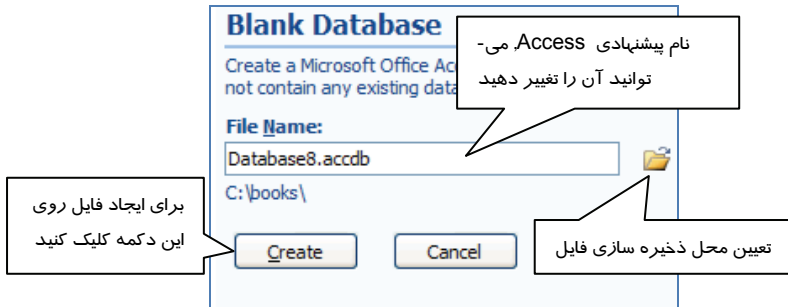 Blank Database
نام پیشنهادی Access, می-
توانید آن را تغییر دهید
Create a Microsoft Office Ac
not contain any existing data
File Name:
Database8.accdb
C:\books\
برای ایجاد فایل روی
این دکمه کلیک کنید
Create
Cancel
تعیین محل ذخیره سازی فایل